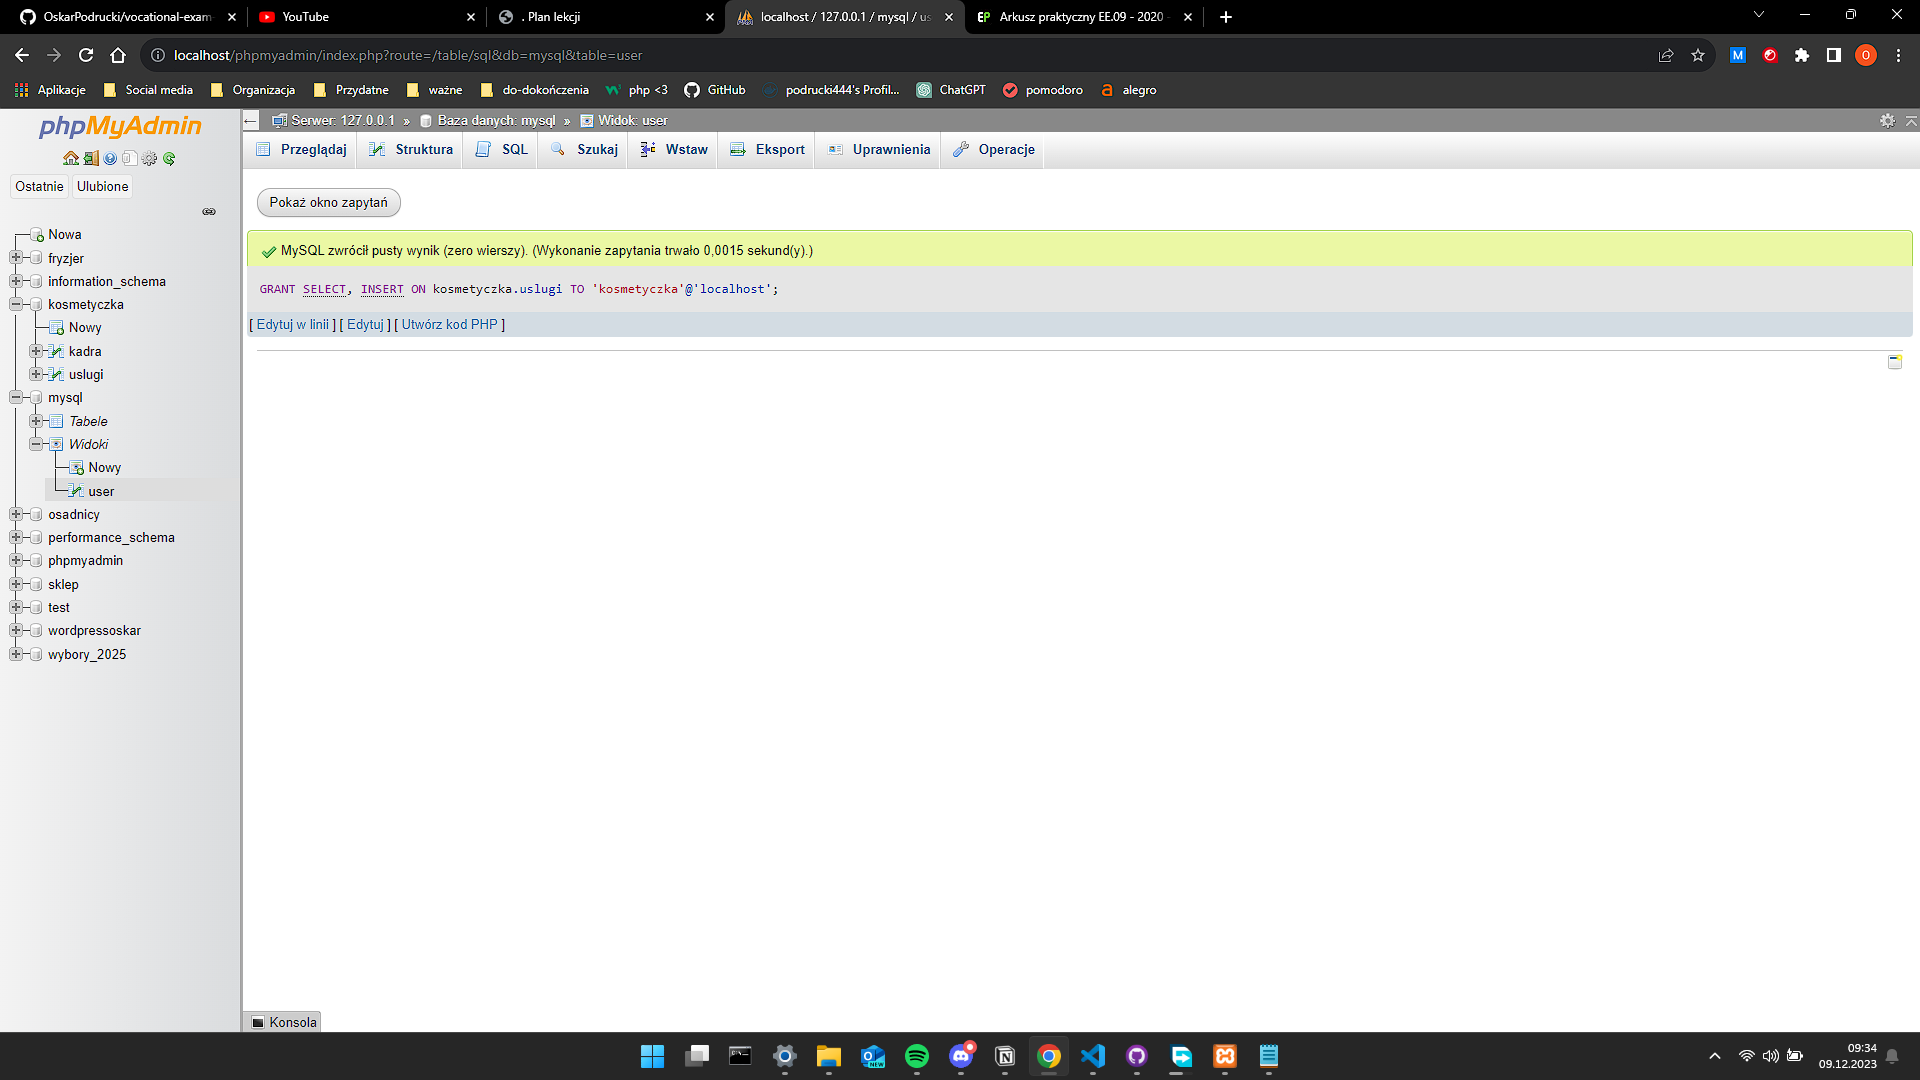 OskarPodrucki/vocational-exam-
YouTube
. Plan lekcji
localhost / 127.0.0.1 / mysql / us
Arkusz praktyczny EE.09 - 2020 -
localhost/phpmyadmin/index.php?route=/table/sql&db=mysql&table=user
Aplikacje
Social media
Organizacja
Przydatne
ważne
do-dokończenia
php <3
GitHub
podrucki444's Profil...
ChatGPT
pomodoro
alegro
phpMyAdmin
Ostatnie
Ulubione
Nowa
fryzjer
information_schema
kosmetyczka
Nowy
kadra
uslugi
mysql
Tabele
Widoki
Nowy
user
osadnicy
performance_schema
phpmyadmin
sklep
test
wordpressoskar
wybory_2025
Serwer: 127.0.0.1 » Baza danych: mysql » Widok: user
Przeglądaj
Struktura
SQL
Szukaj
Wstaw
Eksport
Uprawnienia
Operacje
Pokaż okno zapytań
MySQL zwrócił pusty wynik (zero wierszy). (Wykonanie zapytania trwało 0,0015 sekund(y).)
GRANT SELECT, INSERT ON kosmetyczka.uslugi TO 'kosmetyczka'@'localhost';
[ Edytuj w linii ] [ Edytuj ] [ Utwórz kod PHP ]
Konsola
09:34
09.12.2023